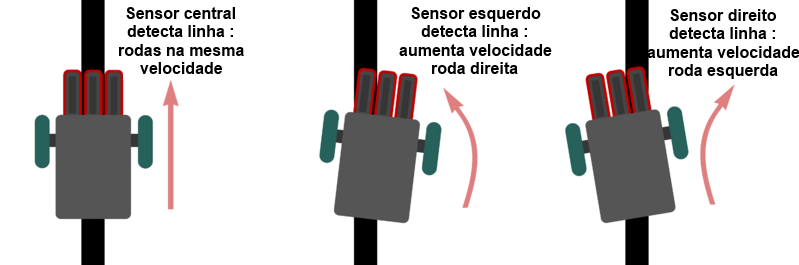 Sensor central
detecta linha :
rodas na mesma
velocidade
Sensor esquerdo
detecta linha :
aumenta velocidade
roda direita
Sensor direito
detecta linha :
aumenta velocidade
roda esquerda